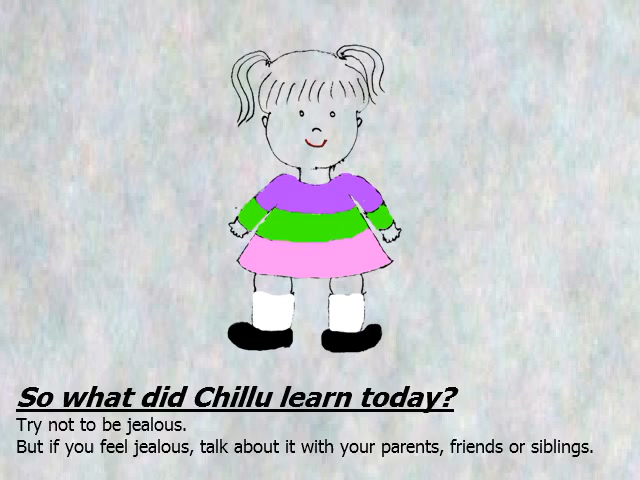 So what did Chillu learn today?
Try not to be jealous.
But if you feel jealous, talk about it with your parents, friends or siblings.